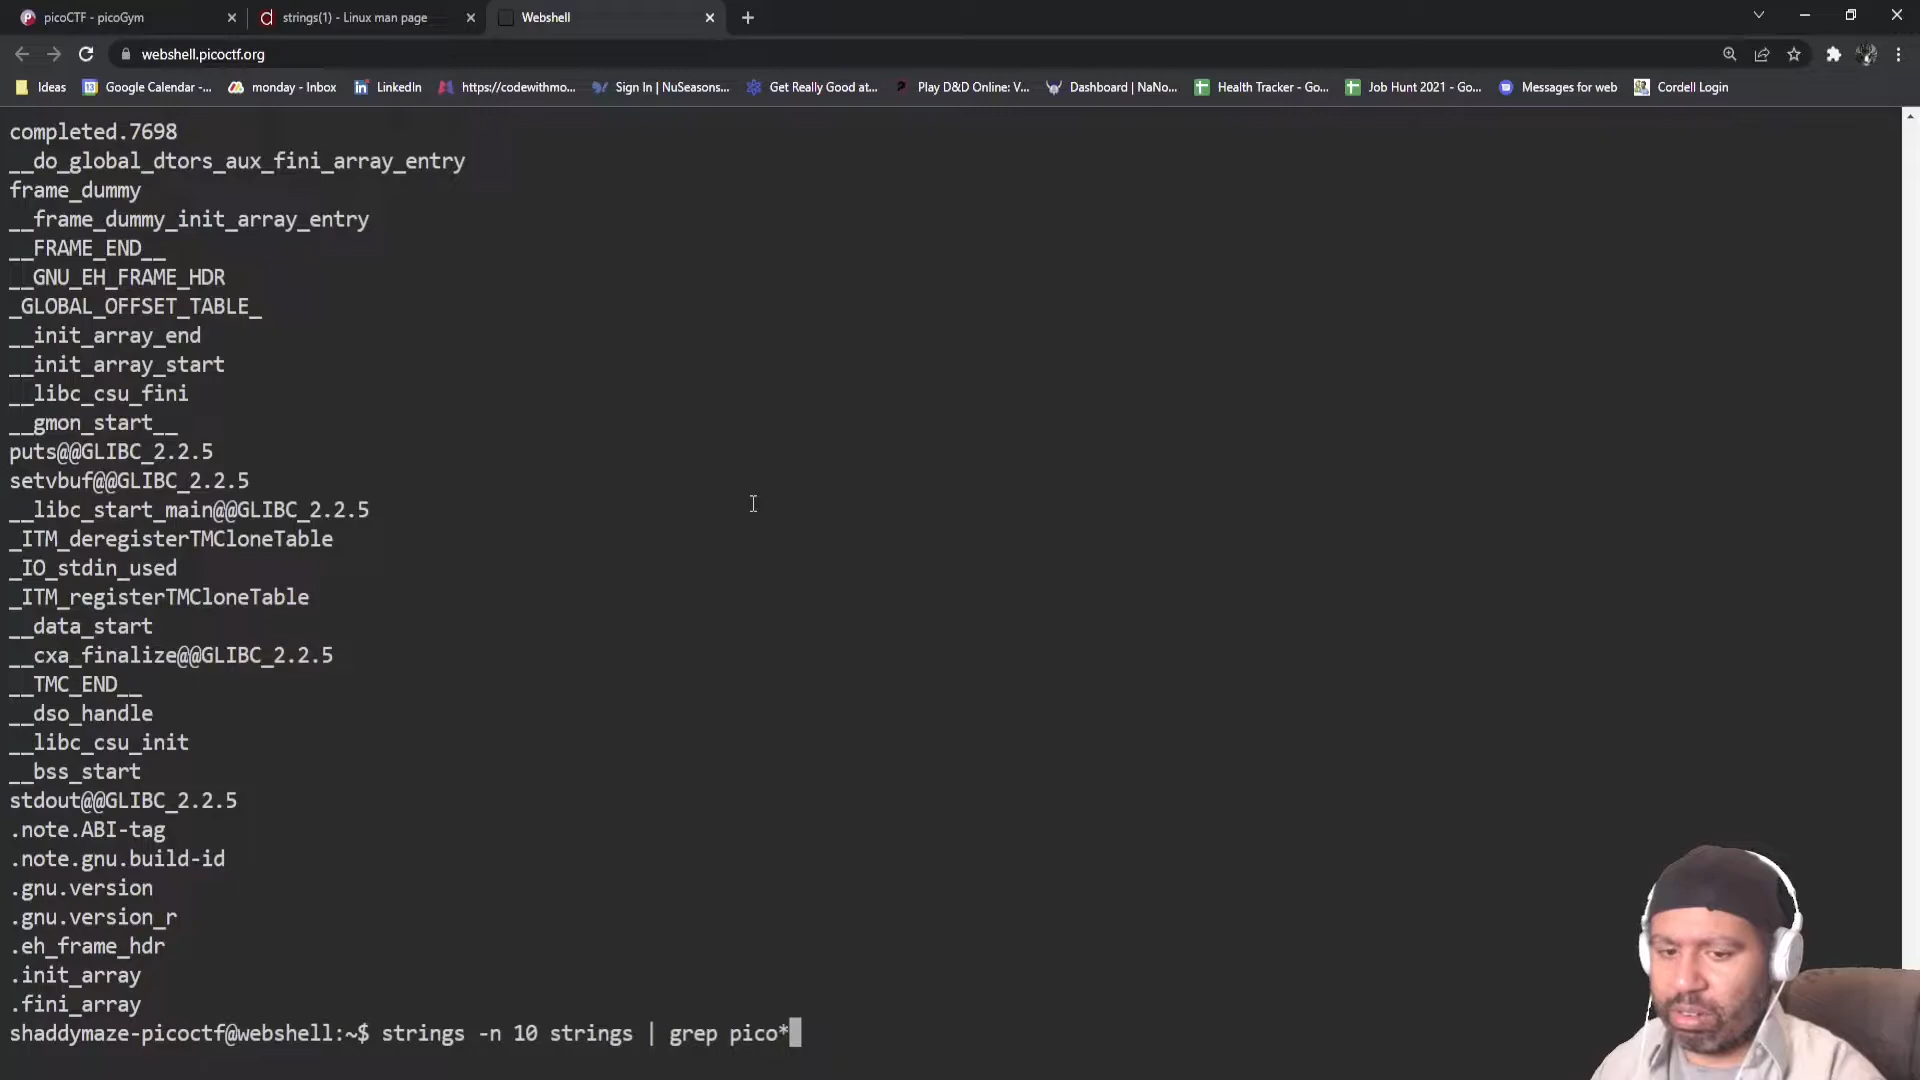 picoCTF - picoGym
strings(1) - Linux man page
Webshell
webshell.picoctf.org
Ideas
Google Calendar -...
monday - Inbox
LinkedIn
https://codewithmo...
Sign In | NuSeasons...
Get Really Good at...
Play D&D Online: V...
Dashboard | NaNo...
Health Tracker - Go...
Job Hunt 2021 - Go...
Messages for web
Cordell Login
completed.7698
__do_global_dtors_aux_fini_array_entry
frame_dummy
__frame_dummy_init_array_entry
__FRAME_END__
__GNU_EH_FRAME_HDR
_GLOBAL_OFFSET_TABLE_
__init_array_end
__init_array_start
__libc_csu_fini
__gmon_start__
puts@@GLIBC_2.2.5
setvbuf@@GLIBC_2.2.5
__libc_start_main@@GLIBC_2.2.5
_ITM_deregisterTMCloneTable
_IO_stdin_used
_ITM_registerTMCloneTable
__data_start
__cxa_finalize@@GLIBC_2.2.5
__TMC_END__
__dso_handle
__libc_csu_init
__bss_start
stdout@@GLIBC_2.2.5
.note.ABI-tag
.note.gnu.build-id
.gnu.version
.gnu.version_r
.eh_frame_hdr
.init_array
.fini_array
shaddymaze-picoctf@webshell:~$ strings -n 10 strings | grep pico*